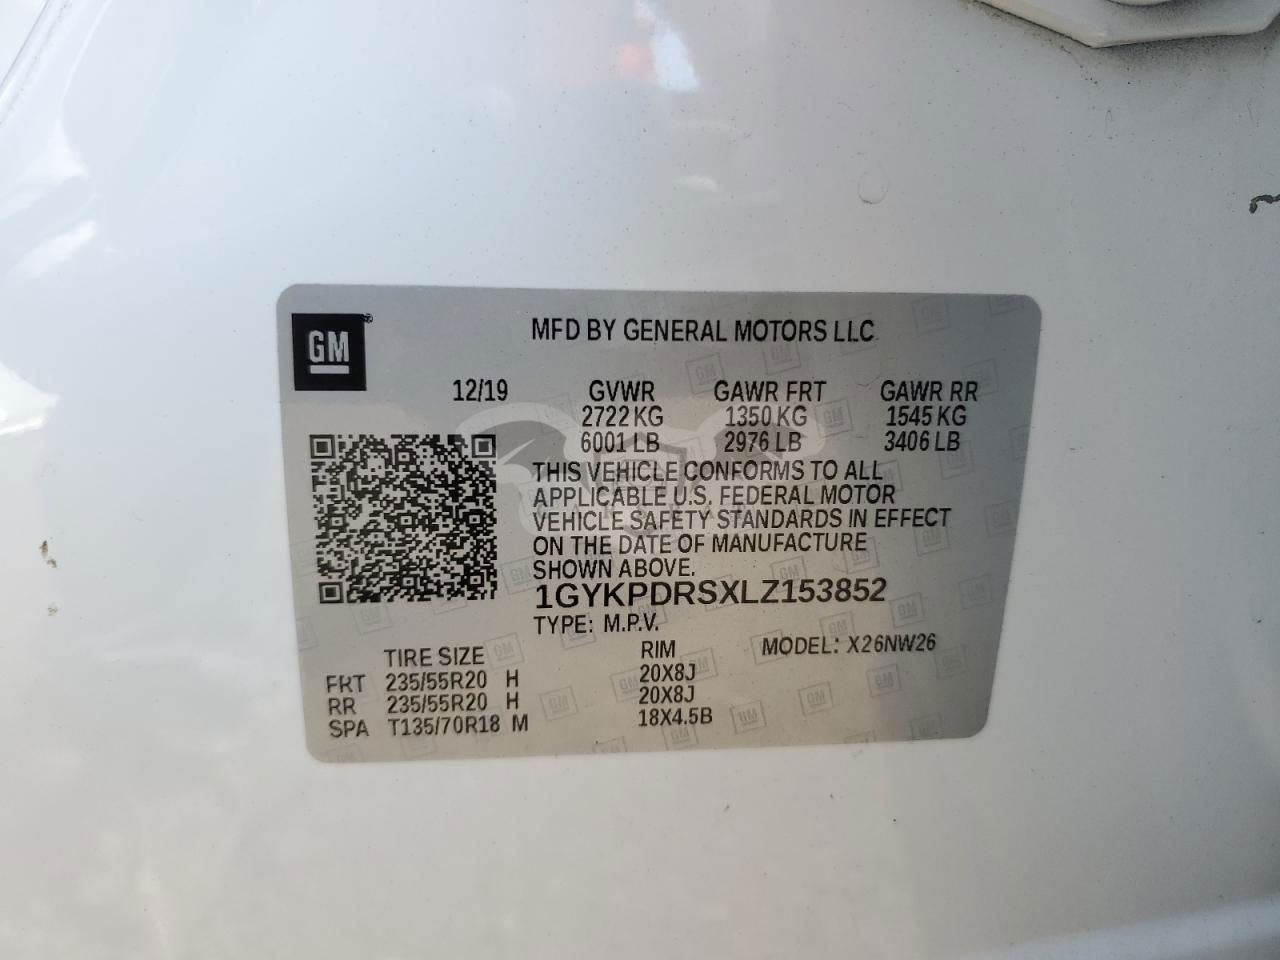 GM
MFD BY GENERAL MOTORS LLC
12/19 GVWR GAWR FRT GAWR RR
2722 KG 1350 KG 1545 KG
6001 LB 2976 LB 3406 LB
THIS VEHICLE CONFORMS TO ALL
APPLICABLE U.S. FEDERAL MOTOR
VEHICLE SAFETY STANDARDS IN EFFECT
ON THE DATE OF MANUFACTURE
SHOWN ABOVE.
1GYKPDRSXLZ153852
TYPE: M.P.V.
TIRE SIZE RIM MODEL: X26NW26
FRT 235/55R20 H 20X8J
RR 235/55R20 H 20X8J
SPA T135/70R18 M 18X4.5B